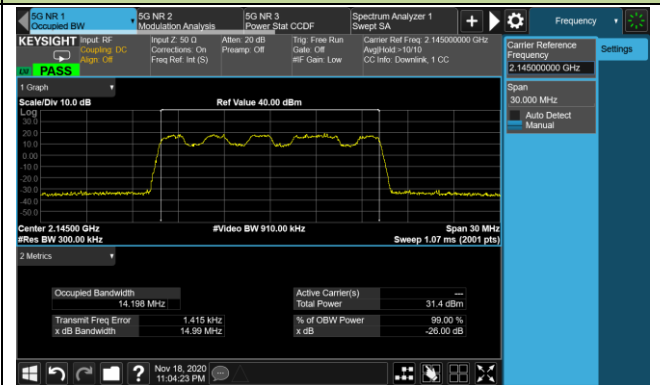 5G NR 1
Occupied BW
5G NR 2
Modulation Analysis
5G NR 3
Power Stat CCDF
Spectrum Analyzer 1
Swept SA
Frequency
KEYSIGHT
Input: RF
Coupling: DC
Align: Off
Input Z: 50 Ω
Corrections: On
Freq Ref: Int (S)
Atten: 20 dB
Preamp: Off
Trig: Free Run
Gate: Off
#IF Gain: Low
Carrier Ref Freq: 2.145000000 GHz
Avg|Hold:>10/10
CC Info: Downlink, 1 CC
PASS
Carrier Reference
Frequency
2.145000000 GHz
Settings
Span
30.000 MHz
Auto Detect
Manual
1 Graph
Scale/Div 10.0 dB
Ref Value 40.00 dBm
Log
30.0
20.0
10.0
0.00
-10.0
-20.0
-30.0
-40.0
-50.0
Center 2.14500 GHz
#Video BW 910.00 kHz
Span 30 MHz
#Res BW 300.00 kHz
Sweep 1.07 ms (2001 pts)
2 Metrics
Occupied Bandwidth
14.198 MHz
Active Carrier(s)
---
Total Power
31.4 dBm
Transmit Freq Error
1.415 kHz
% of OBW Power
99.00 %
x dB Bandwidth
14.99 MHz
x dB
-26.00 dB
?
Nov 18, 2020
11:04:23 PM